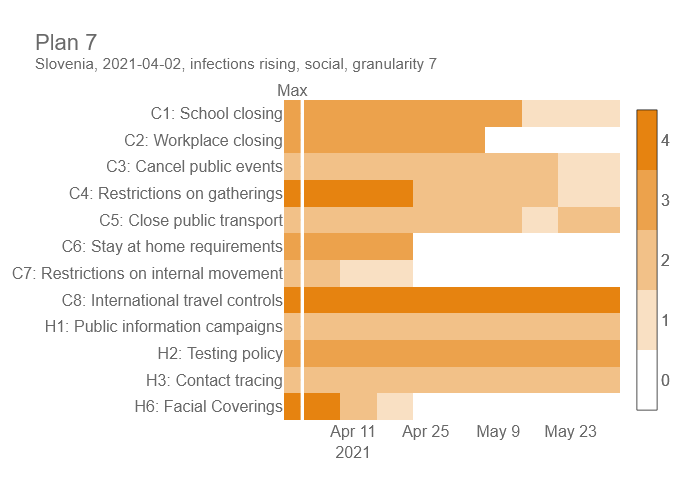 Plan 7
Slovenia, 2021-04-02, infections rising, social, granularity 7
Max
C1: School closing
C2: Workplace closing
C3: Cancel public events
C4: Restrictions on gatherings
C5: Close public transport
C6: Stay at home requirements
C7: Restrictions on internal movement
C8: International travel controls
H1: Public information campaigns
H2: Testing policy
H3: Contact tracing
H6: Facial Coverings
Apr 11 Apr 25 May 9 May 23
2021
4
3
2
1
0